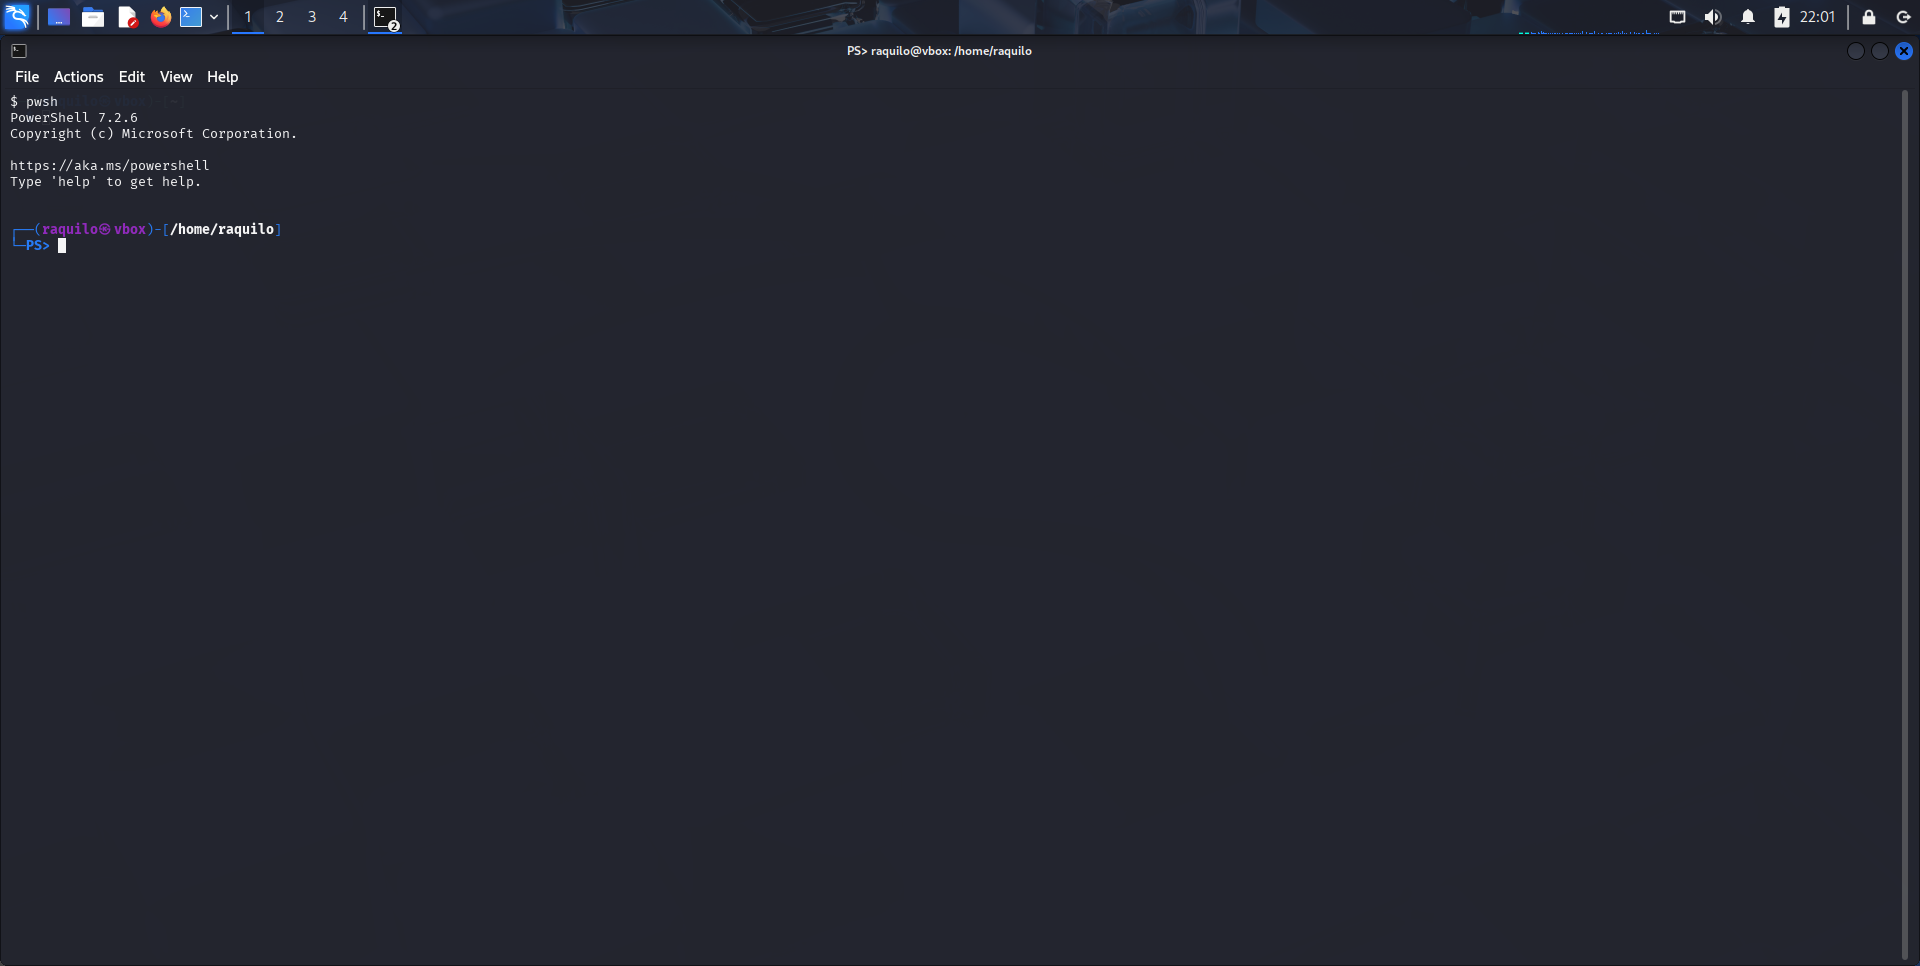 1 2 3 4 2 22:01
PS> raquilo@vbox: /home/raquilo
File Actions Edit View Help
$ pwsh
PowerShell 7.2.6
Copyright (c) Microsoft Corporation.
https://aka.ms/powershell
Type 'help' to get help.
┌──(raquilo㉿vbox)-[/home/raquilo]
└─PS>